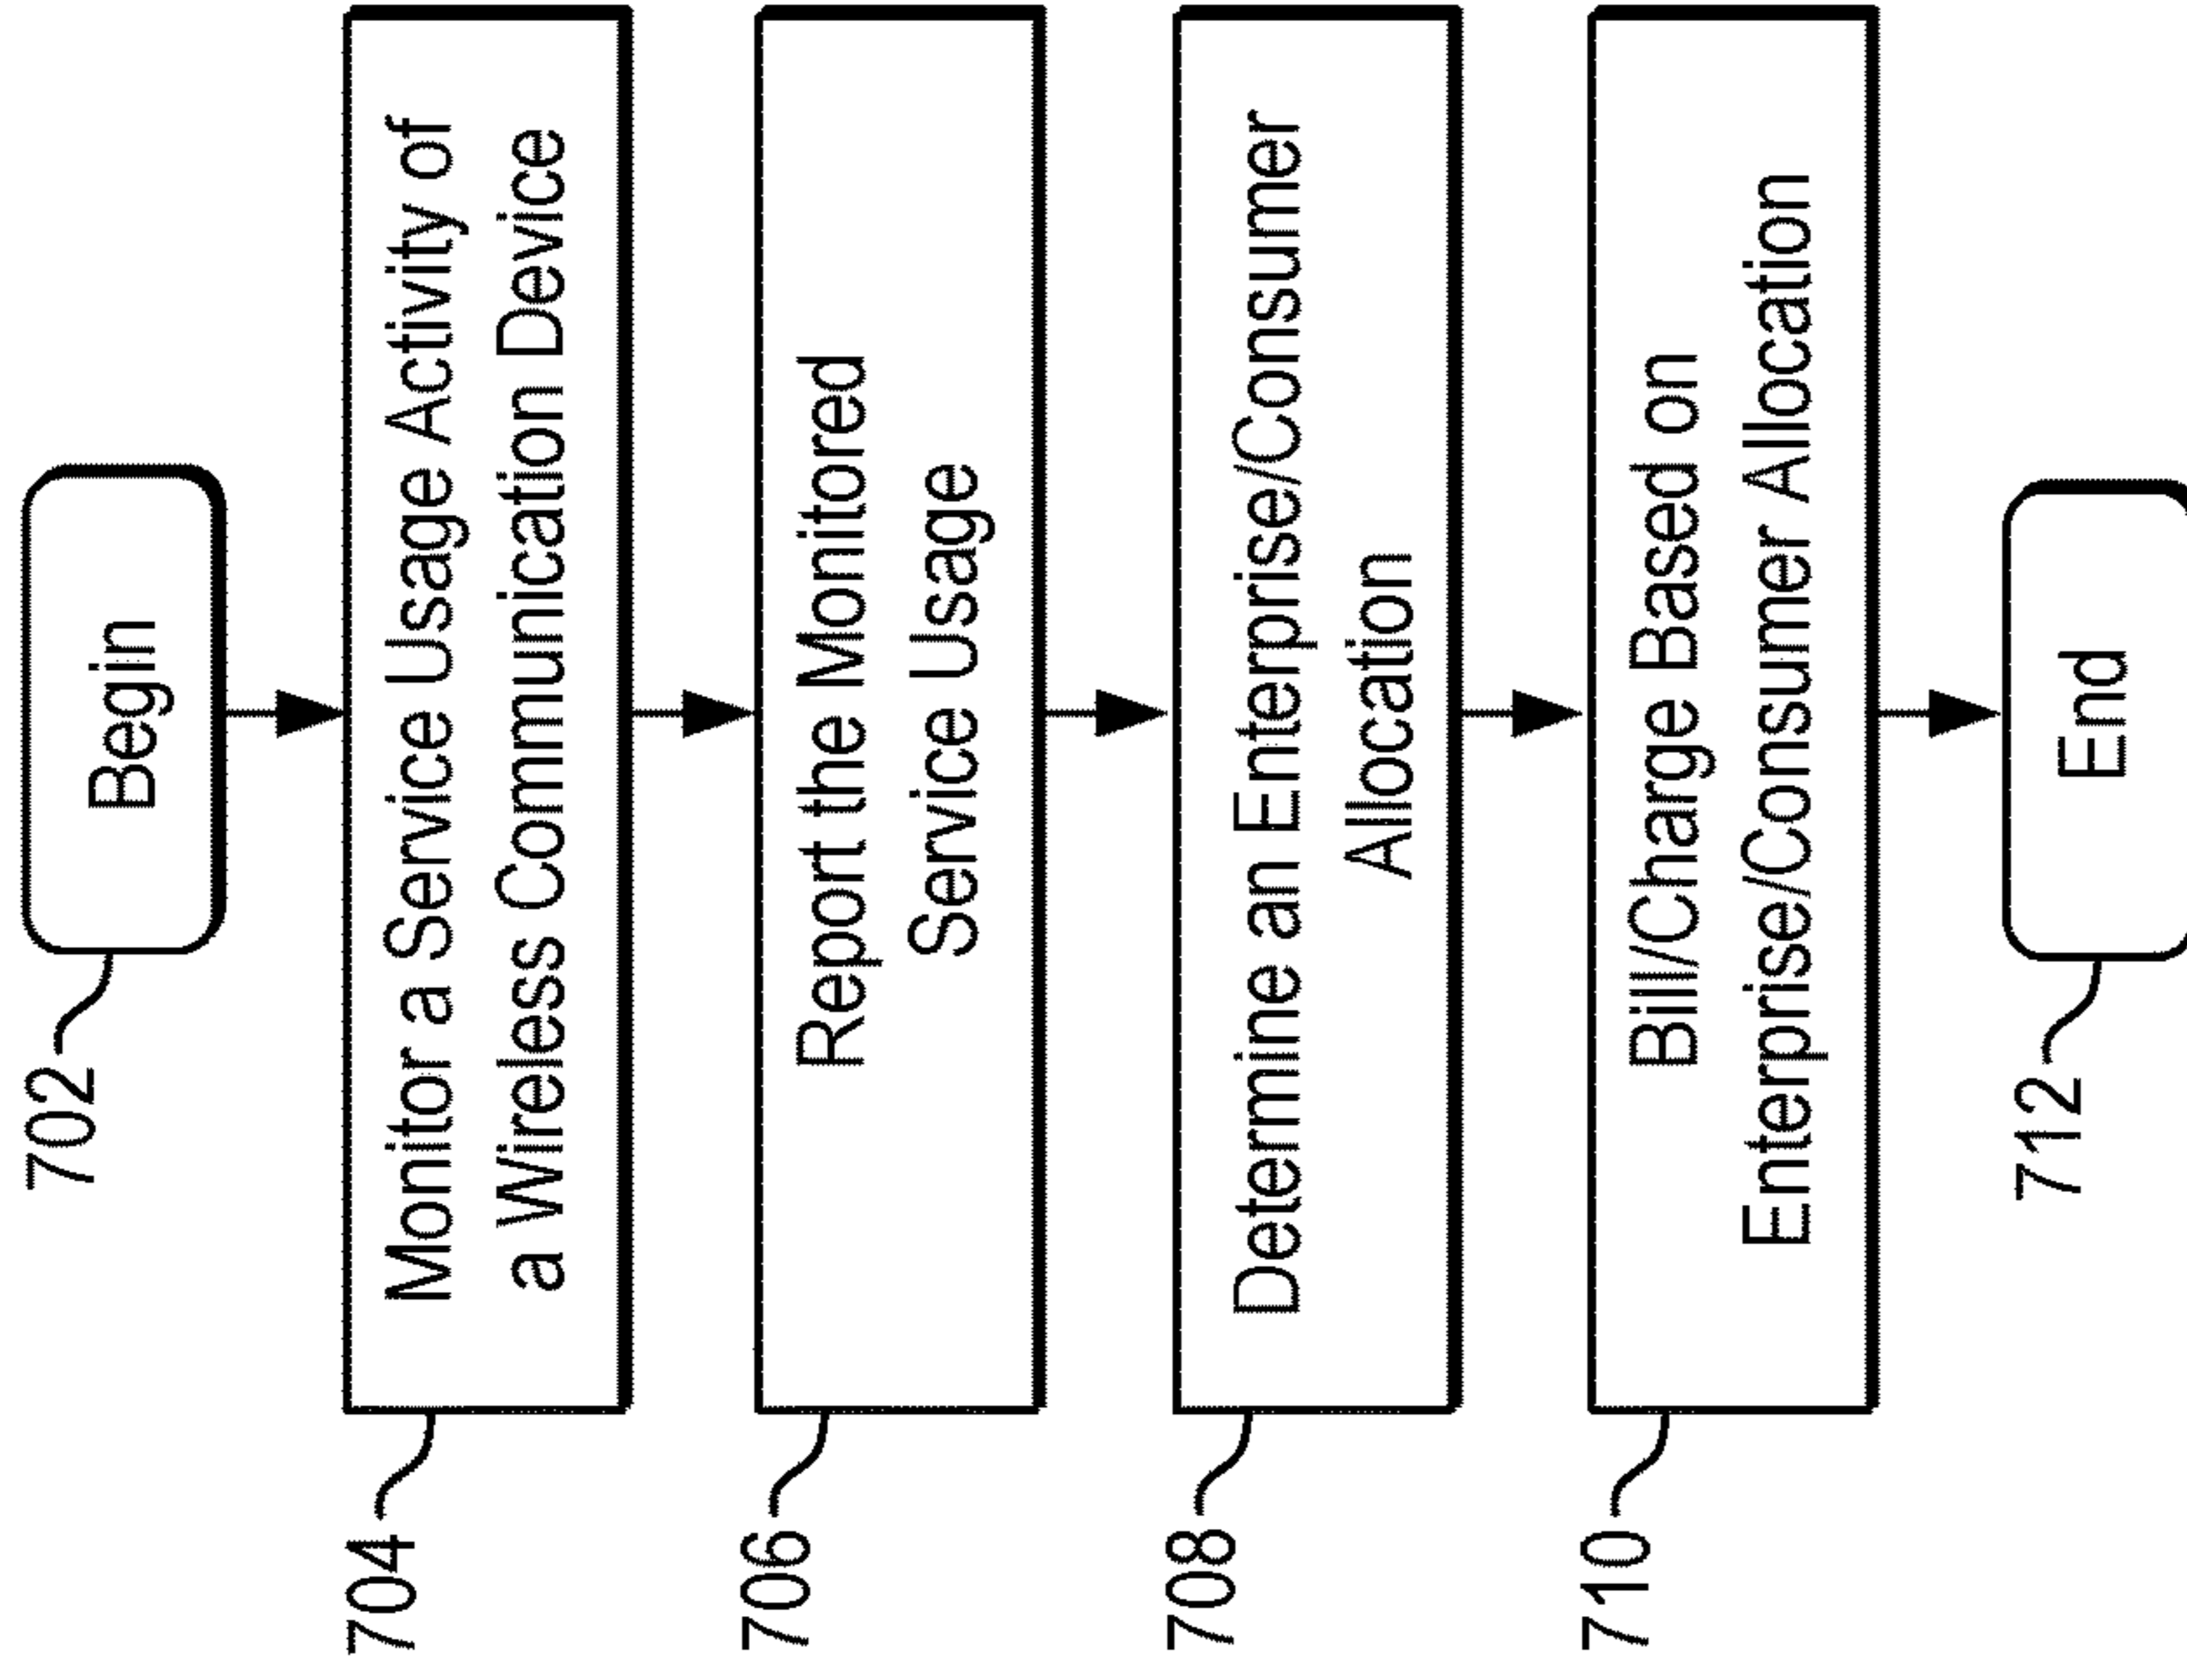 702
Begin
704
Monitor a Service Usage Activity of
a Wireless Communication Device
706
Report the Monitored
Service Usage
708
Determine an Enterprise/Consumer
Allocation
710
Bill/Charge Based on
Enterprise/Consumer Allocation
712
End